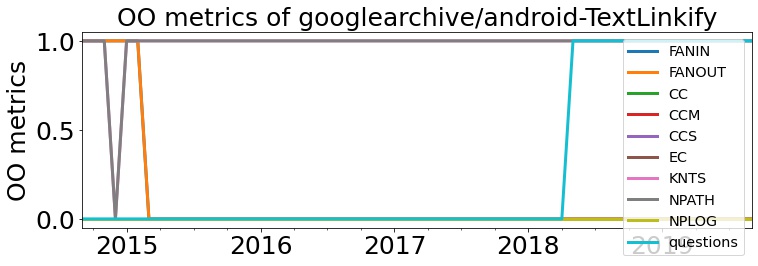 OO metrics of googlearchive/android-TextLinkify
OO metrics
1.0
0.5
0.0
FANIN
FANOUT
CC
CCM
CCS
EC
KNTS
NPATH
NPLOG
questions
2015 2016 2017 2018 2019